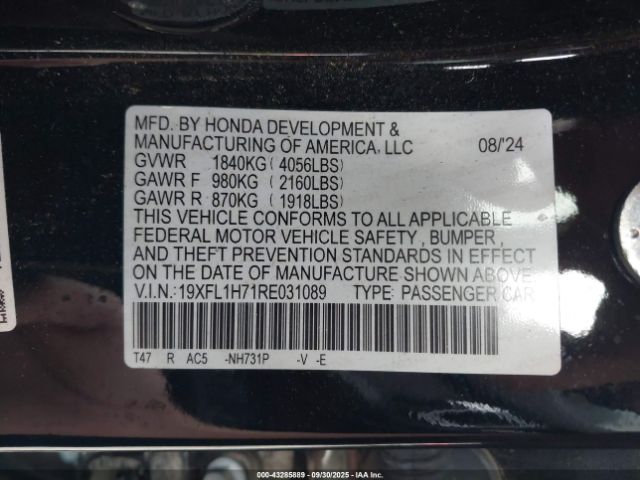 MFD. BY HONDA DEVELOPMENT &
MANUFACTURING OF AMERICA, LLC 08/'24
GVWR 1840KG ( 4056LBS)
GAWR F 980KG ( 2160LBS)
GAWR R 870KG ( 1918LBS)
THIS VEHICLE CONFORMS TO ALL APPLICABLE
FEDERAL MOTOR VEHICLE SAFETY , BUMPER ,
AND THEFT PREVENTION STANDARDS IN EFFECT
ON THE DATE OF MANUFACTURE SHOWN ABOVE.
V.I.N.: 19XFL1H71RE031089 TYPE: PASSENGER CAR
T47 R AC5 -NH731P -V -E
000-43285889 - 09/30/2025 - IAA Inc.